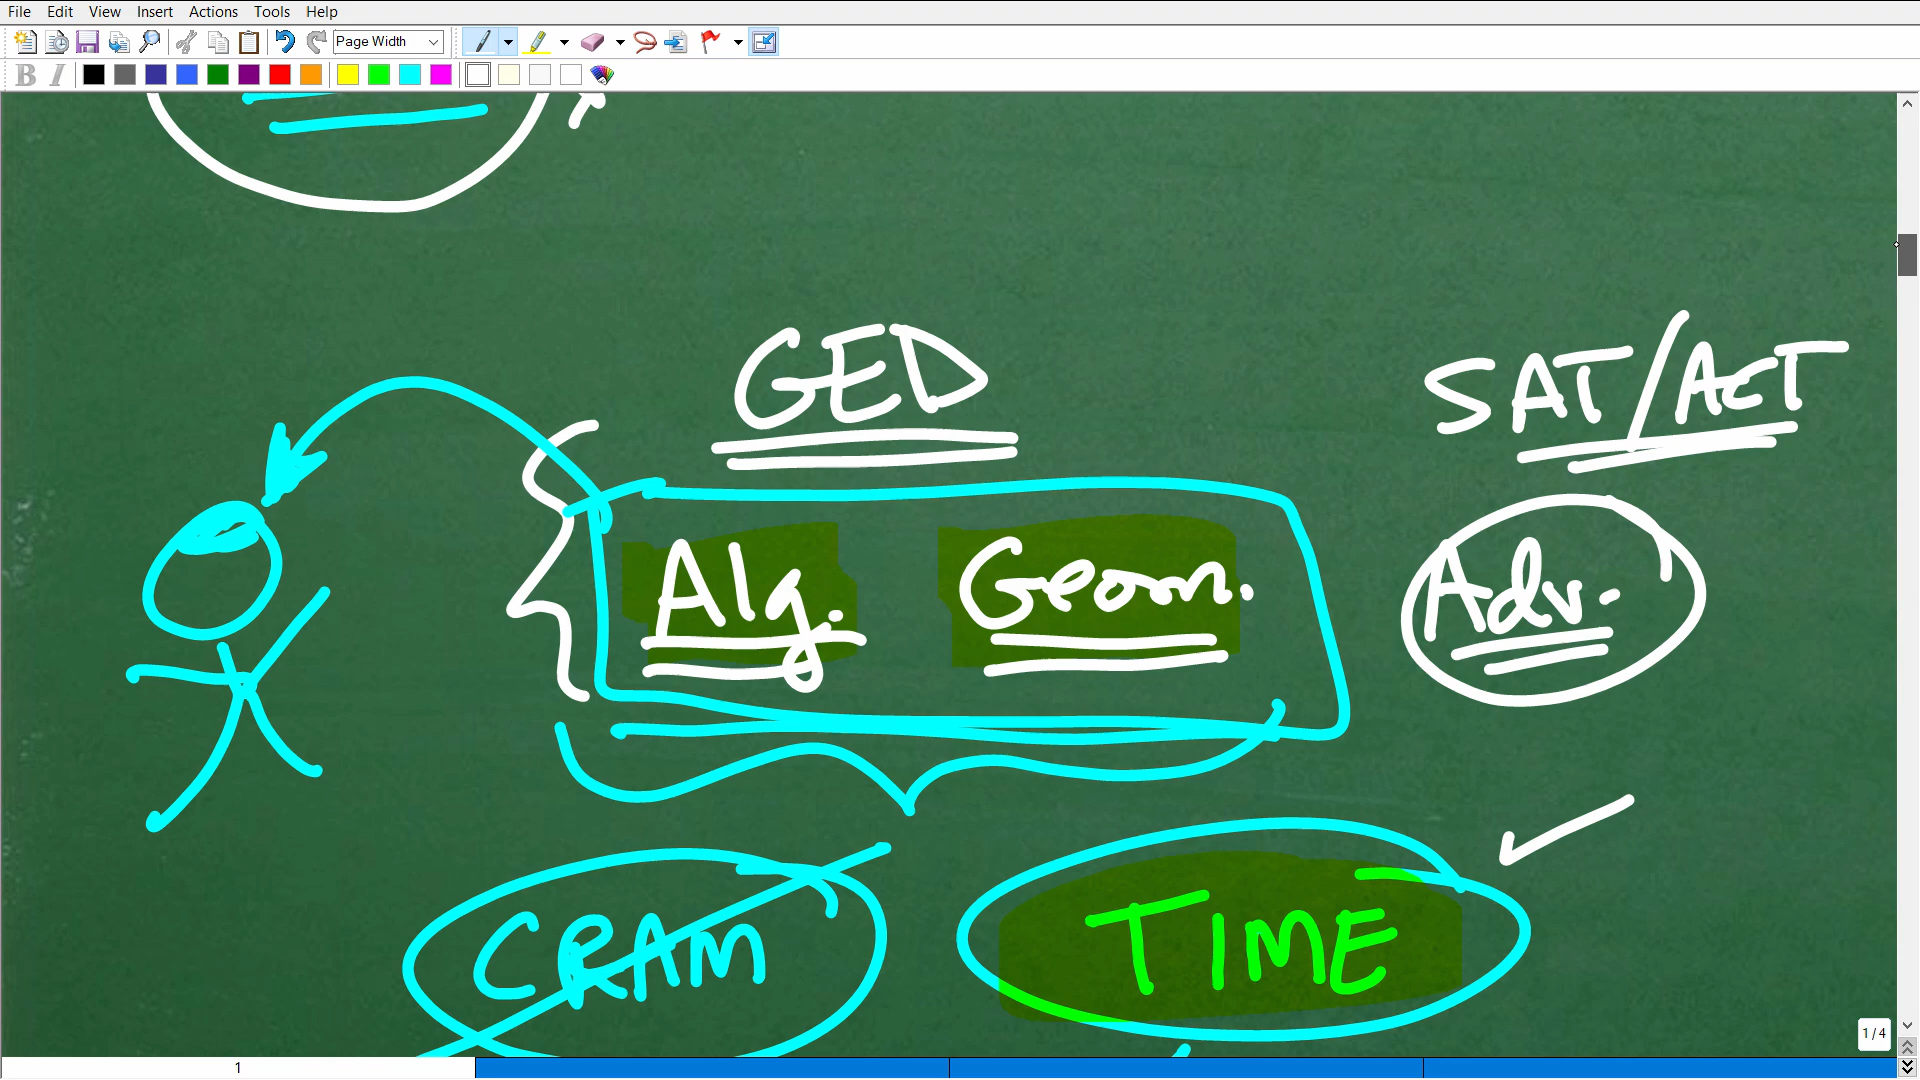 File Edit View Insert Actions Tools Help
Page Width
B I
GED
SAT/ACT
Alg. Geom. Adv.
CRAM TIME
1 / 4
1